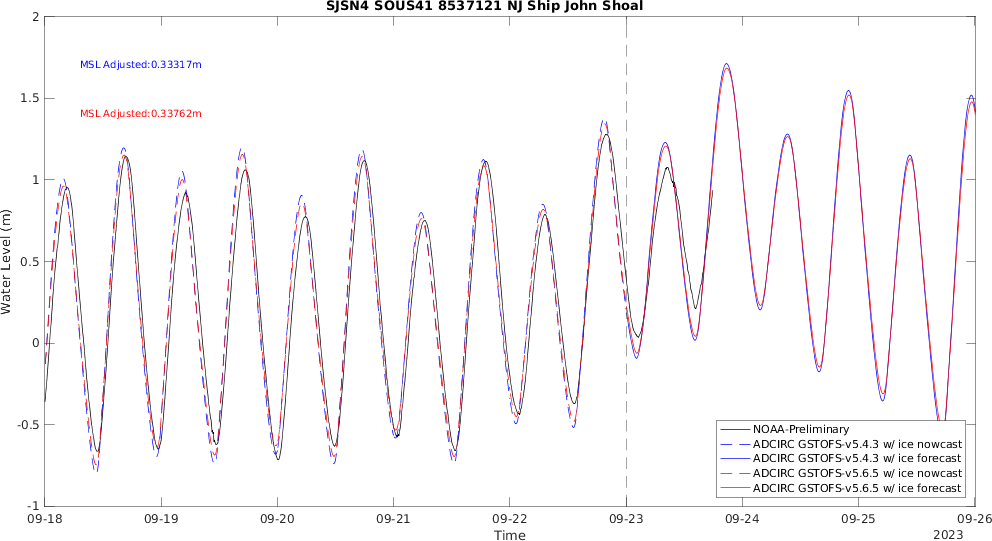 SJSN4 SOUS41 8537121 NJ Ship John Shoal
2
MSL Adjusted:0.33317m
1.5
MSL Adjusted:0.33762m
1
0.5
0
-0.5
-1
Water Level (m)
NOAA-Preliminary
ADCIRC GSTOFS-v5.4.3 w/ ice nowcast
ADCIRC GSTOFS-v5.4.3 w/ ice forecast
ADCIRC GSTOFS-v5.6.5 w/ ice nowcast
ADCIRC GSTOFS-v5.6.5 w/ ice forecast
09-18 09-19 09-20 09-21 09-22 09-23 09-24 09-25 09-26
Time
2023